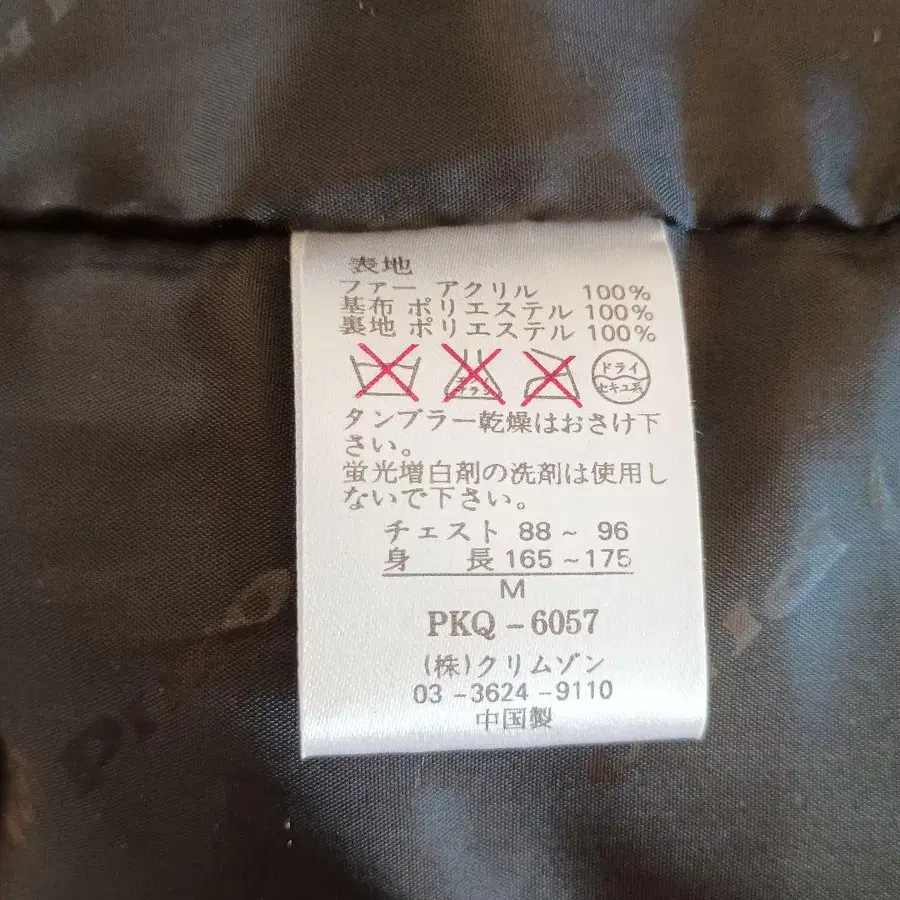 表地
ファー アクリル 100%
基布 ポリエステル 100%
裏地 ポリエステル 100%
ドライ
セキユ系
タンブラー乾燥はおさけ下
さい。
蛍光増白剤の洗剤は使用し
ないで下さい。
チェスト 88～ 96
身 長 165～175
M
PKQ-6057
(株)クリムゾン
03-3624-9110
中国製